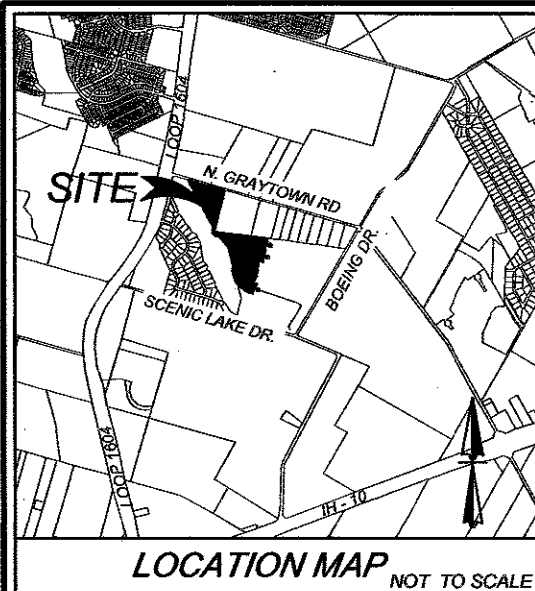 LOOP 1604
N. GRAYTOWN RD
SITE
BOEING DR.
SCENIC LAKE DR.
LOOP 1604
IH - 10
LOCATION MAP
NOT TO SCALE